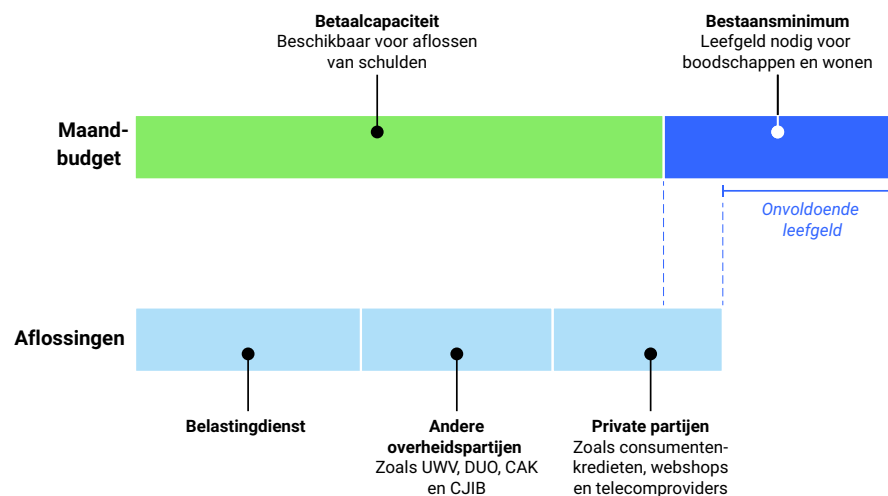 Betaalcapaciteit
Beschikbaar voor aflossen
van schulden
Bestaansminimum
Leefgeld nodig voor
boodschappen en wonen
Maand-
budget
Onvoldoende
leefgeld
Aflossingen
Belastingdienst
Andere
overheidspartijen
Zoals UWV, DUO, CAK
en CJIB
Private partijen
Zoals consumenten-
kredieten, webshops
en telecomproviders